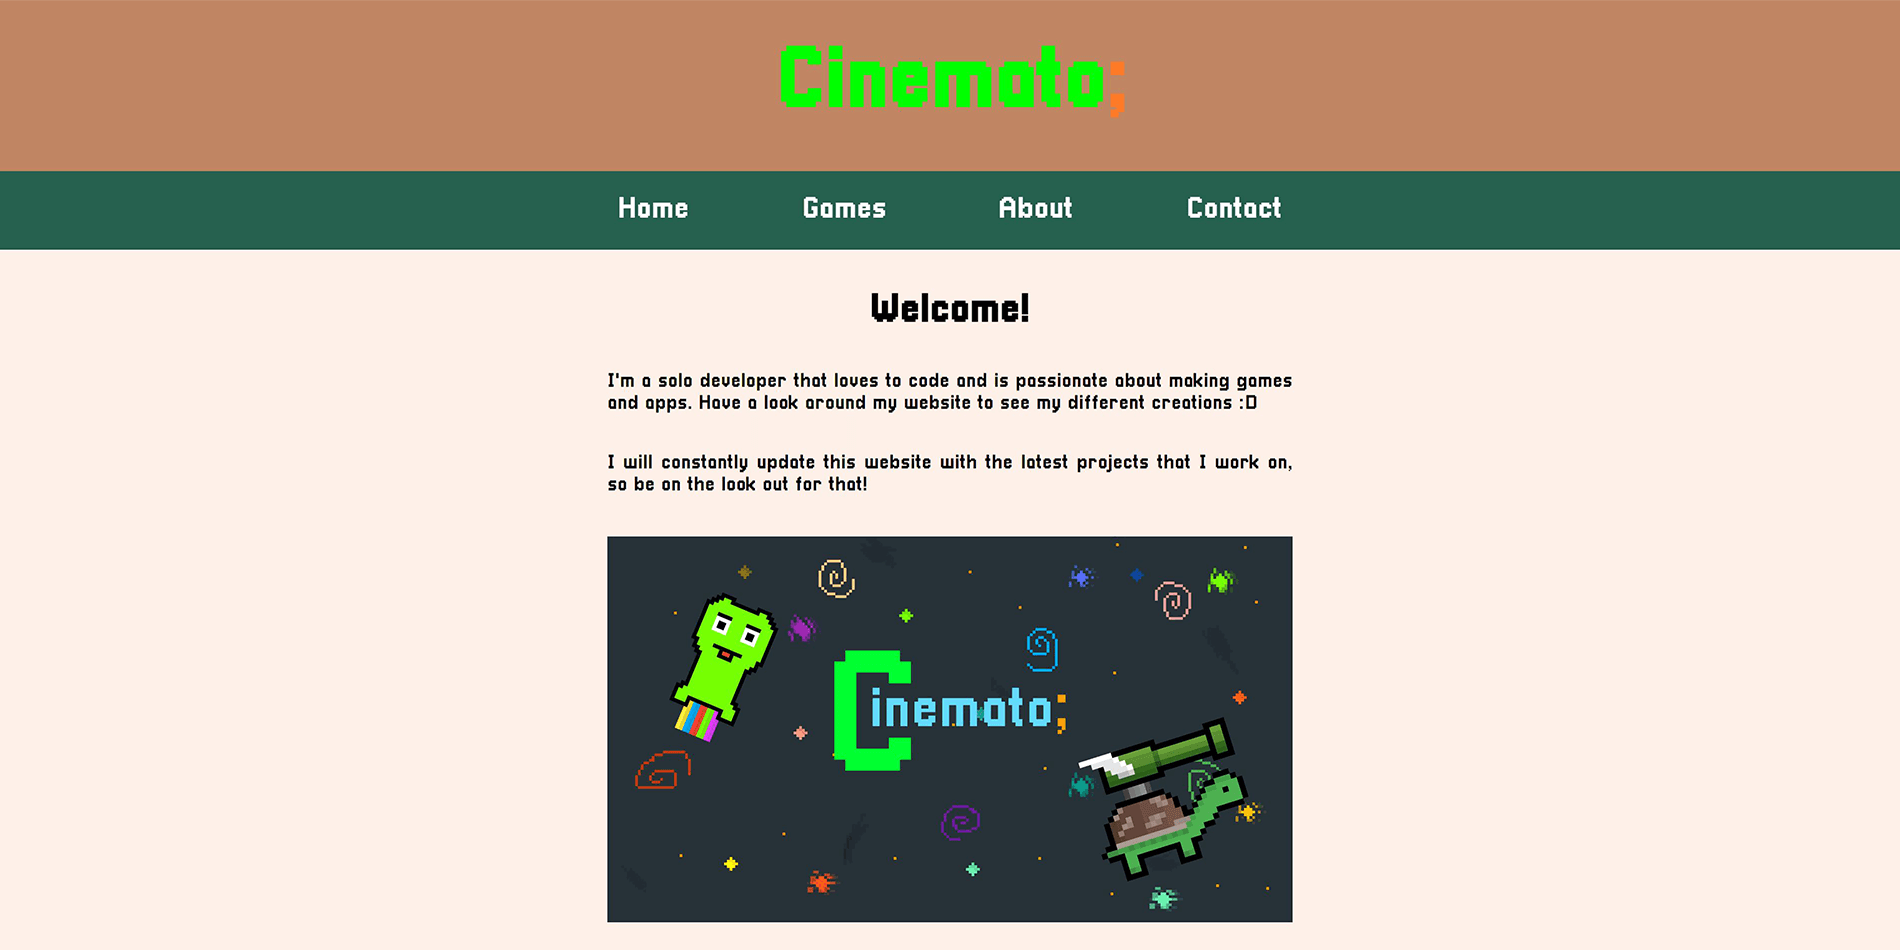 Cinemato;
Home Games About Contact
Welcome!
I'm a solo developer that loves to code and is passionate about making games
and apps. Have a look around my website to see my different creations :D
I will constantly update this website with the latest projects that I work on,
so be on the look out for that!
Cinemato;